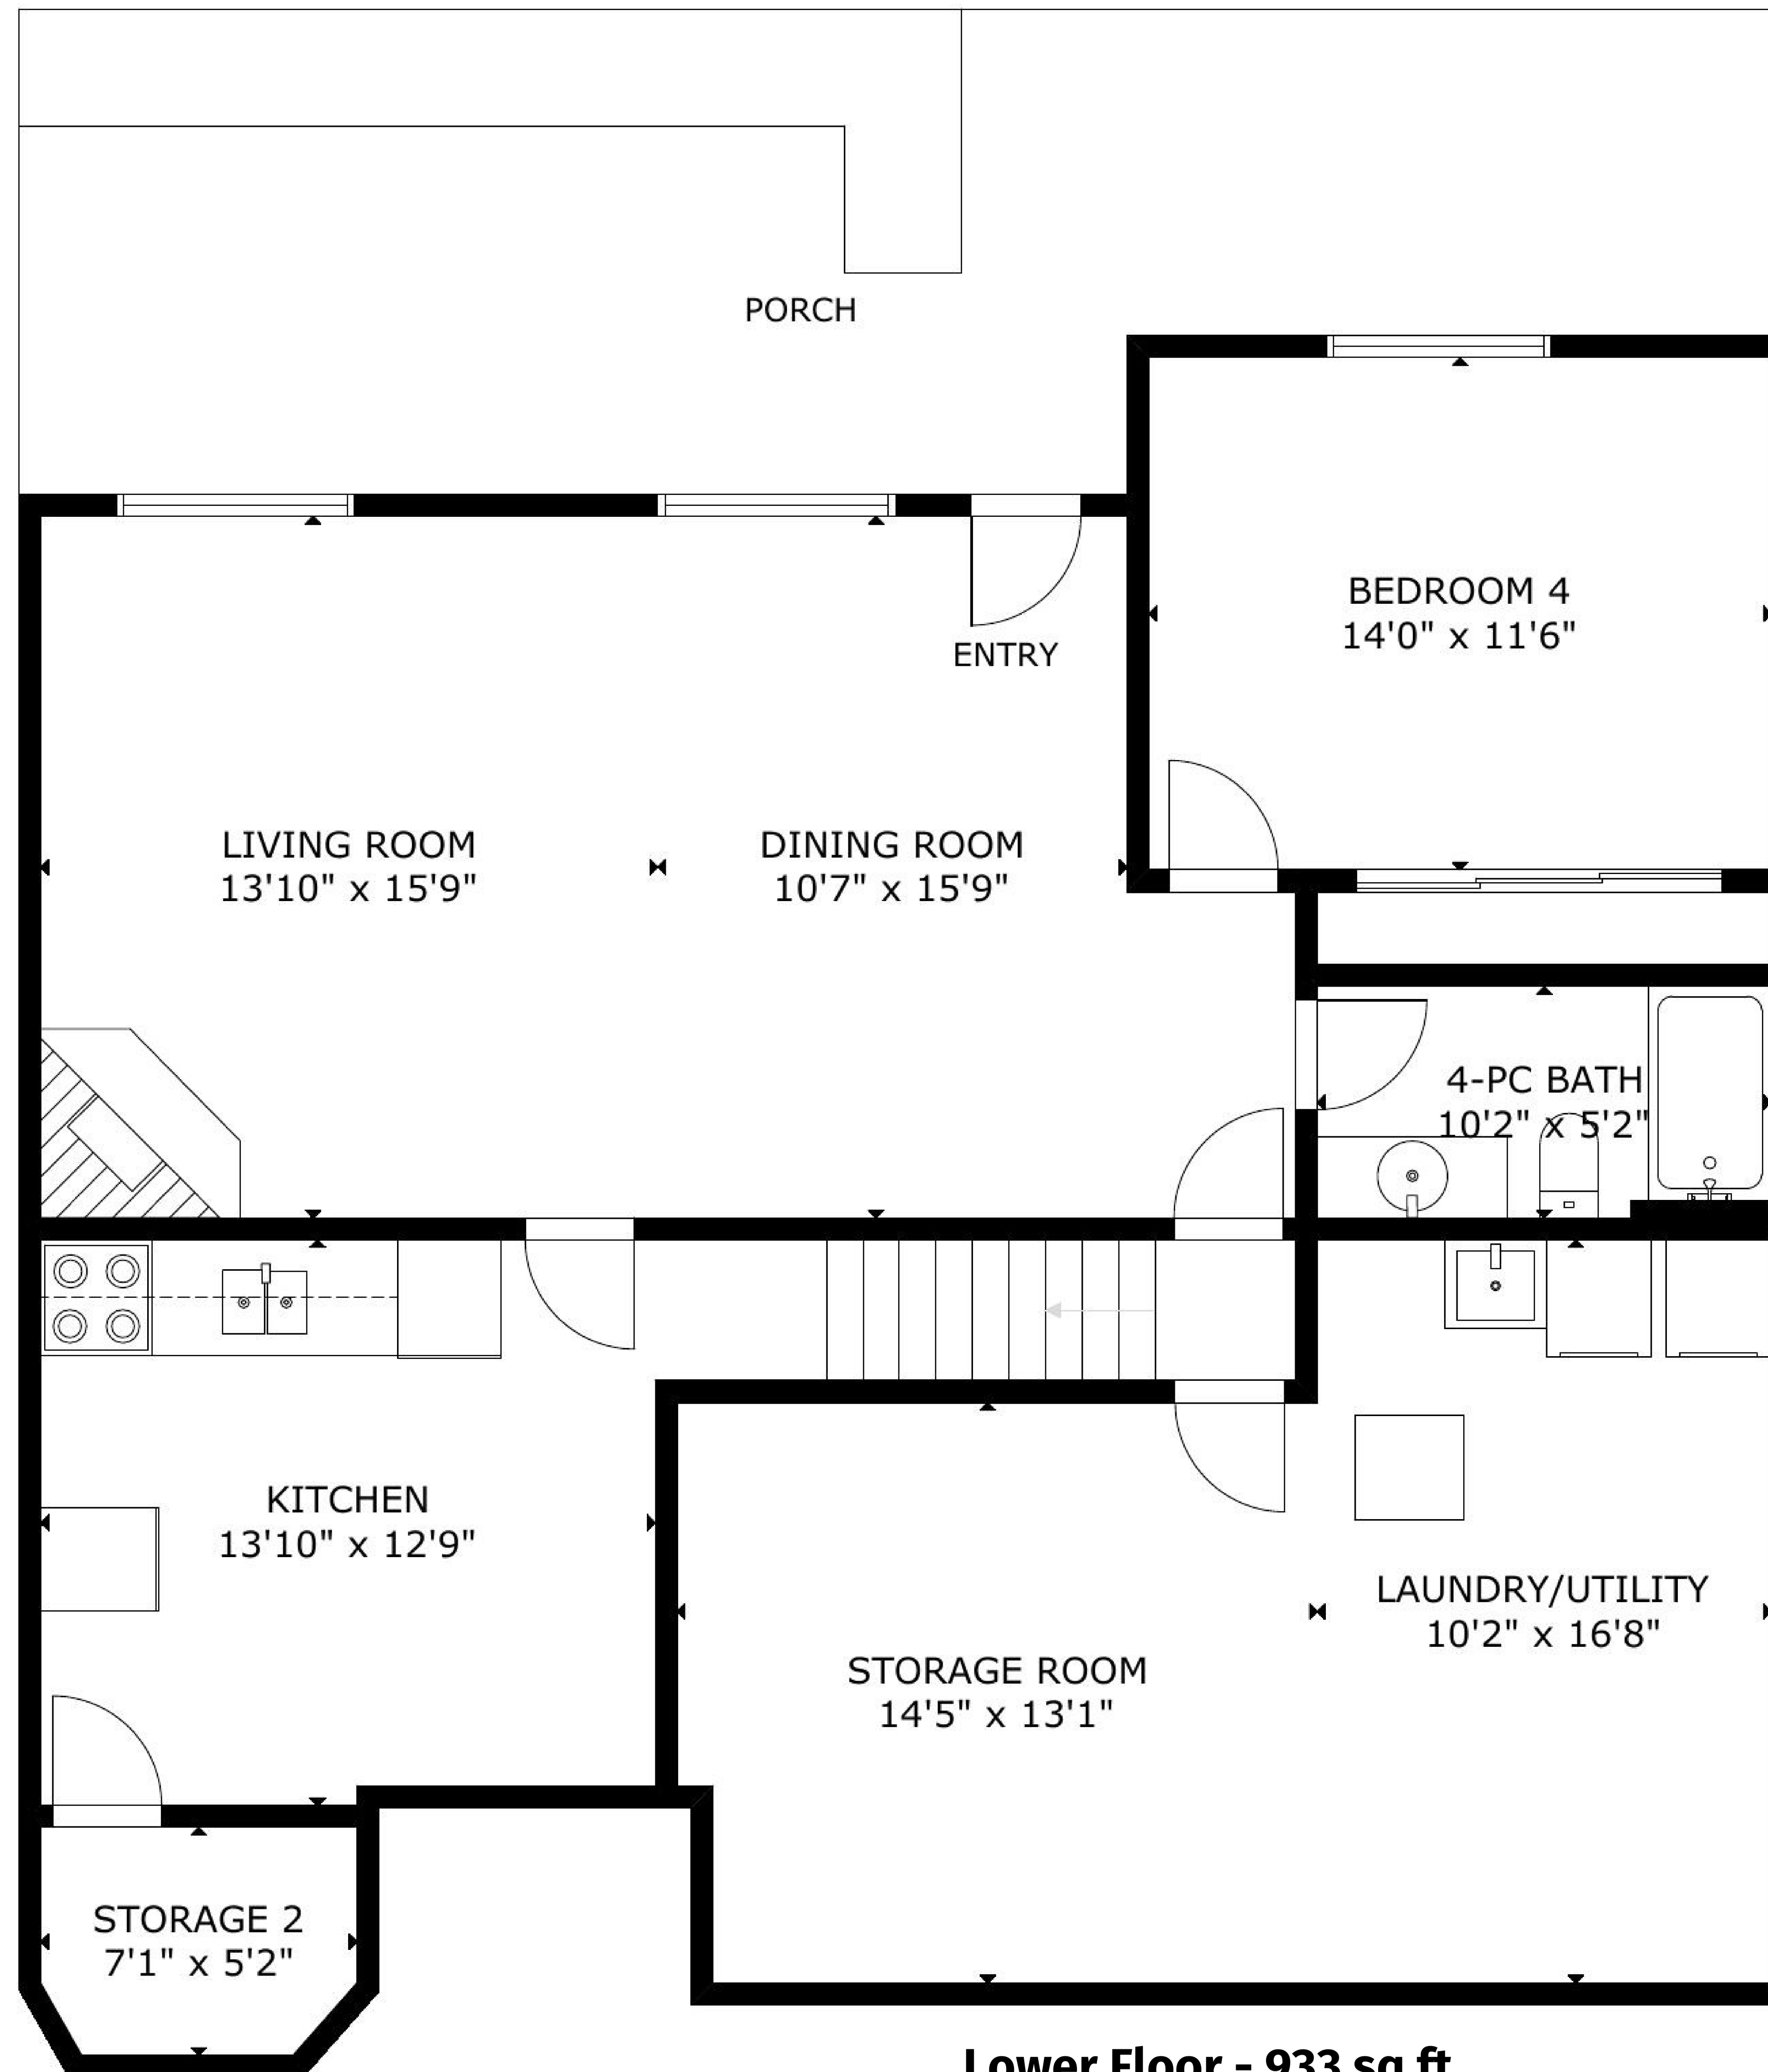 PORCH
BEDROOM 4
14'0" x 11'6"
ENTRY
LIVING ROOM
13'10" x 15'9"
DINING ROOM
10'7" x 15'9"
4-PC BATH
10'2" x 5'2"
KITCHEN
13'10" x 12'9"
LAUNDRY/UTILITY
10'2" x 16'8"
STORAGE ROOM
14'5" x 13'1"
STORAGE 2
7'1" x 5'2"
Lower Floor - 933 sq ft